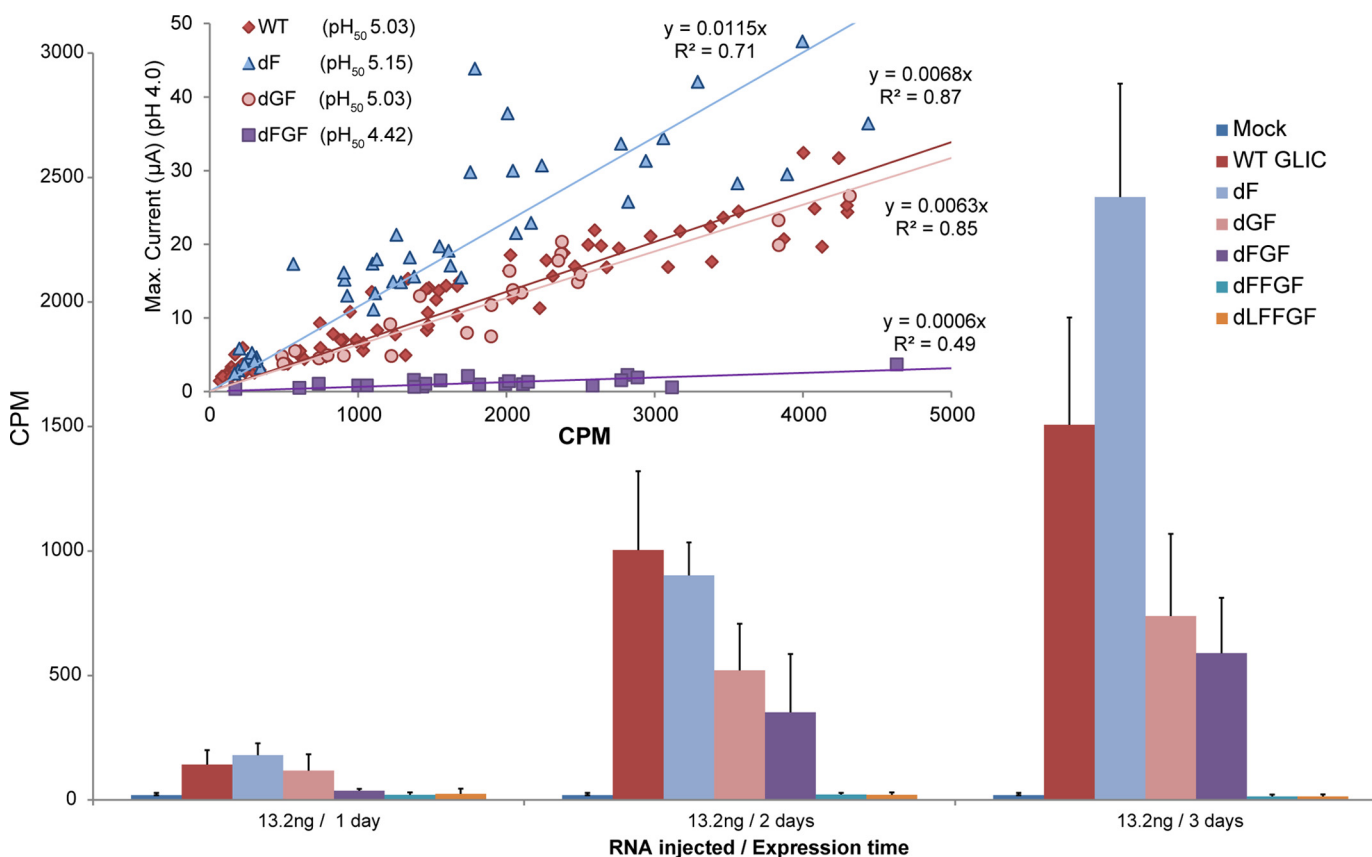 50
40
30
20
10
0
Max. Current (µA) (pH 4.0)
WT (pH50 5.03)
dF (pH50 5.15)
dGF (pH50 5.03)
dFGF (pH50 4.42)
y = 0.0115x
R² = 0.71
y = 0.0068x
R² = 0.87
y = 0.0063x
R² = 0.85
y = 0.0006x
R² = 0.49
0 1000 2000 3000 4000 5000
CPM
Mock
WT GLIC
dF
dGF
dFGF
dFFGF
dLFFGF
3000
2500
2000
1500
1000
500
0
CPM
13.2ng / 1 day 13.2ng / 2 days 13.2ng / 3 days
RNA injected / Expression time